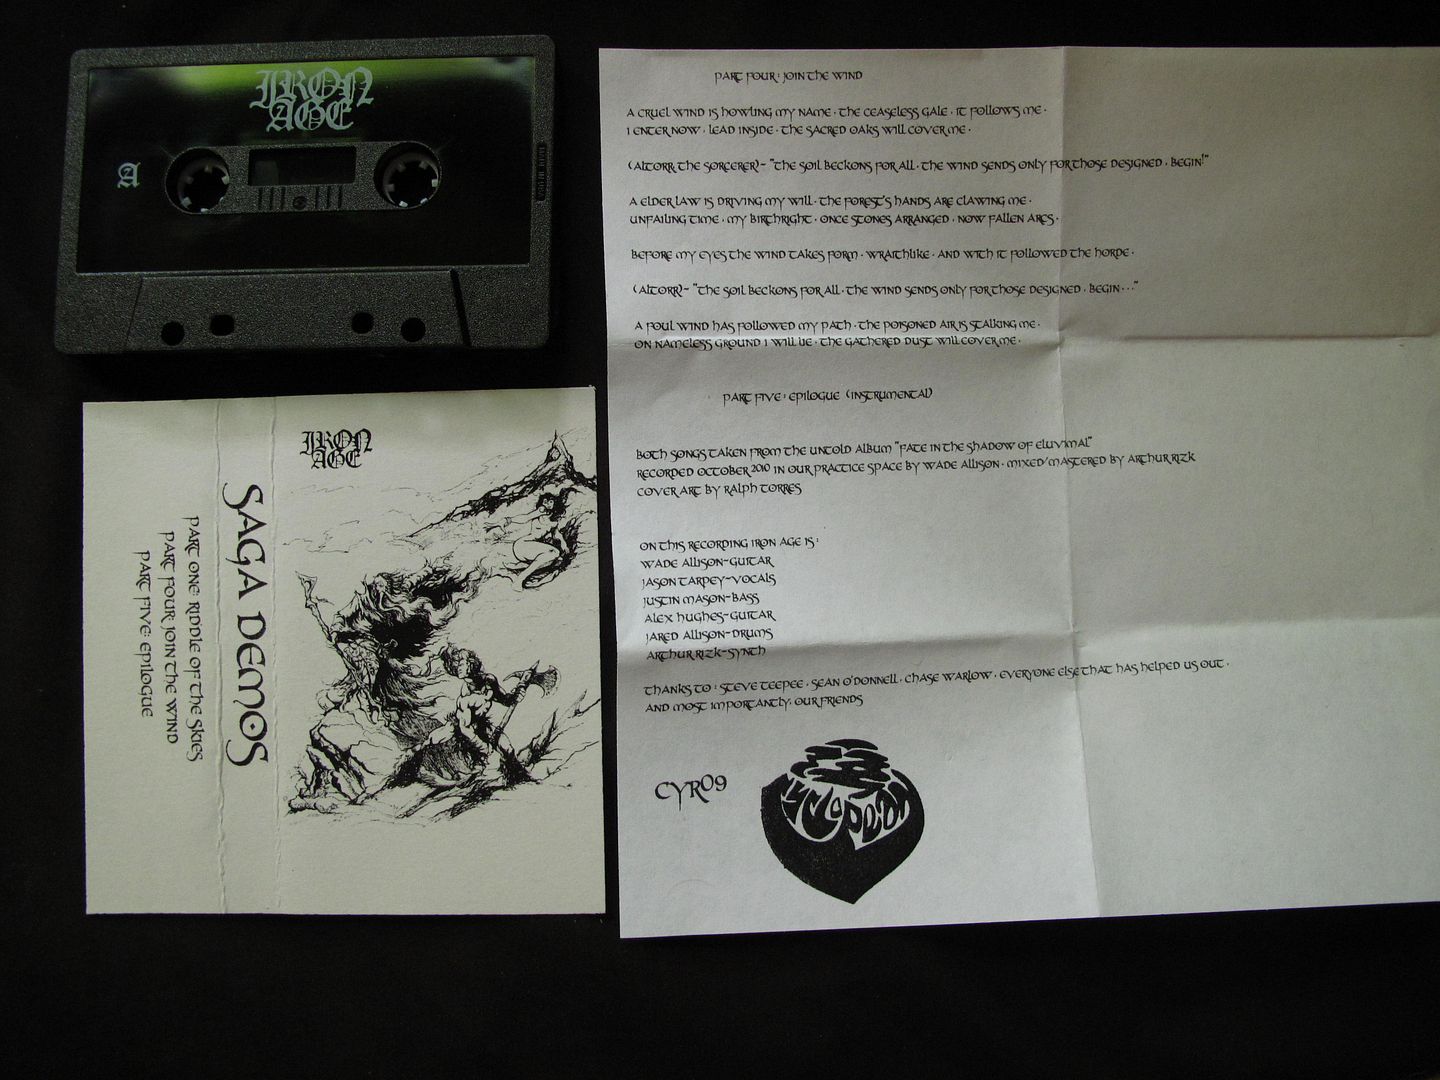 IRON
AGE
A
IRON
AGE
SAGA DEMOS
PART ONE: RIDDLE OF THE SKIES
PART FOUR: JOIN THE WIND
PART FIVE: EPILOGUE
PART FOUR: JOIN THE WIND
A CRUEL WIND IS HOWLING MY NAME. THE CEASELESS GALE. IT FOLLOWS ME.
I ENTER NOW. LEAD INSIDE. THE SACRED OAKS WILL COVER ME.
(ALTORR THE SORCERER)- "THE SOIL BECKONS FOR ALL. THE WIND SENDS ONLY FOR THOSE DESIGNED. BEGIN!"
A ELDER LAW IS DRIVING MY WILL. THE FOREST'S HANDS ARE CLAWING ME.
UNFAILING TIME. MY BIRTHRIGHT. ONCE STONES ARRANGED. NOW FALLEN ARCS.
BEFORE MY EYES THE WIND TAKES FORM. WRAITHLIKE. AND WITH IT FOLLOWED THE HORDE.
(ALTORR)- "THE SOIL BECKONS FOR ALL. THE WIND SENDS ONLY FOR THOSE DESIGNED. BEGIN..."
A FOUL WIND HAS FOLLOWED MY PATH. THE POISONED AIR IS STALKING ME.
ON NAMELESS GROUND I WILL LIE. THE GATHERED DUST WILL COVER ME.
PART FIVE: EPILOGUE (INSTRUMENTAL)
BOTH SONGS TAKEN FROM THE UNTOLD ALBUM "FATE IN THE SHADOW OF ELUVIMAL"
RECORDED OCTOBER 2010 IN OUR PRACTICE SPACE BY WADE ALLISON. MIXED/MASTERED BY ARTHUR RIZK
COVER ART BY RALPH TORRES
ON THIS RECORDING IRON AGE IS:
WADE ALLISON-GUITAR
JASON TARPEY-VOCALS
JUSTIN MASON-BASS
ALEX HUGHES-GUITAR
JARED ALLISON-DRUMS
ARTHUR RIZK-SYNTH
THANKS TO: STEVE TEEPEE. SEAN O'DONNELL. CHASE WARLOW. EVERYONE ELSE THAT HAS HELPED US OUT.
AND MOST IMPORTANTLY, OUR FRIENDS
CYR09
CYCLOPEAN